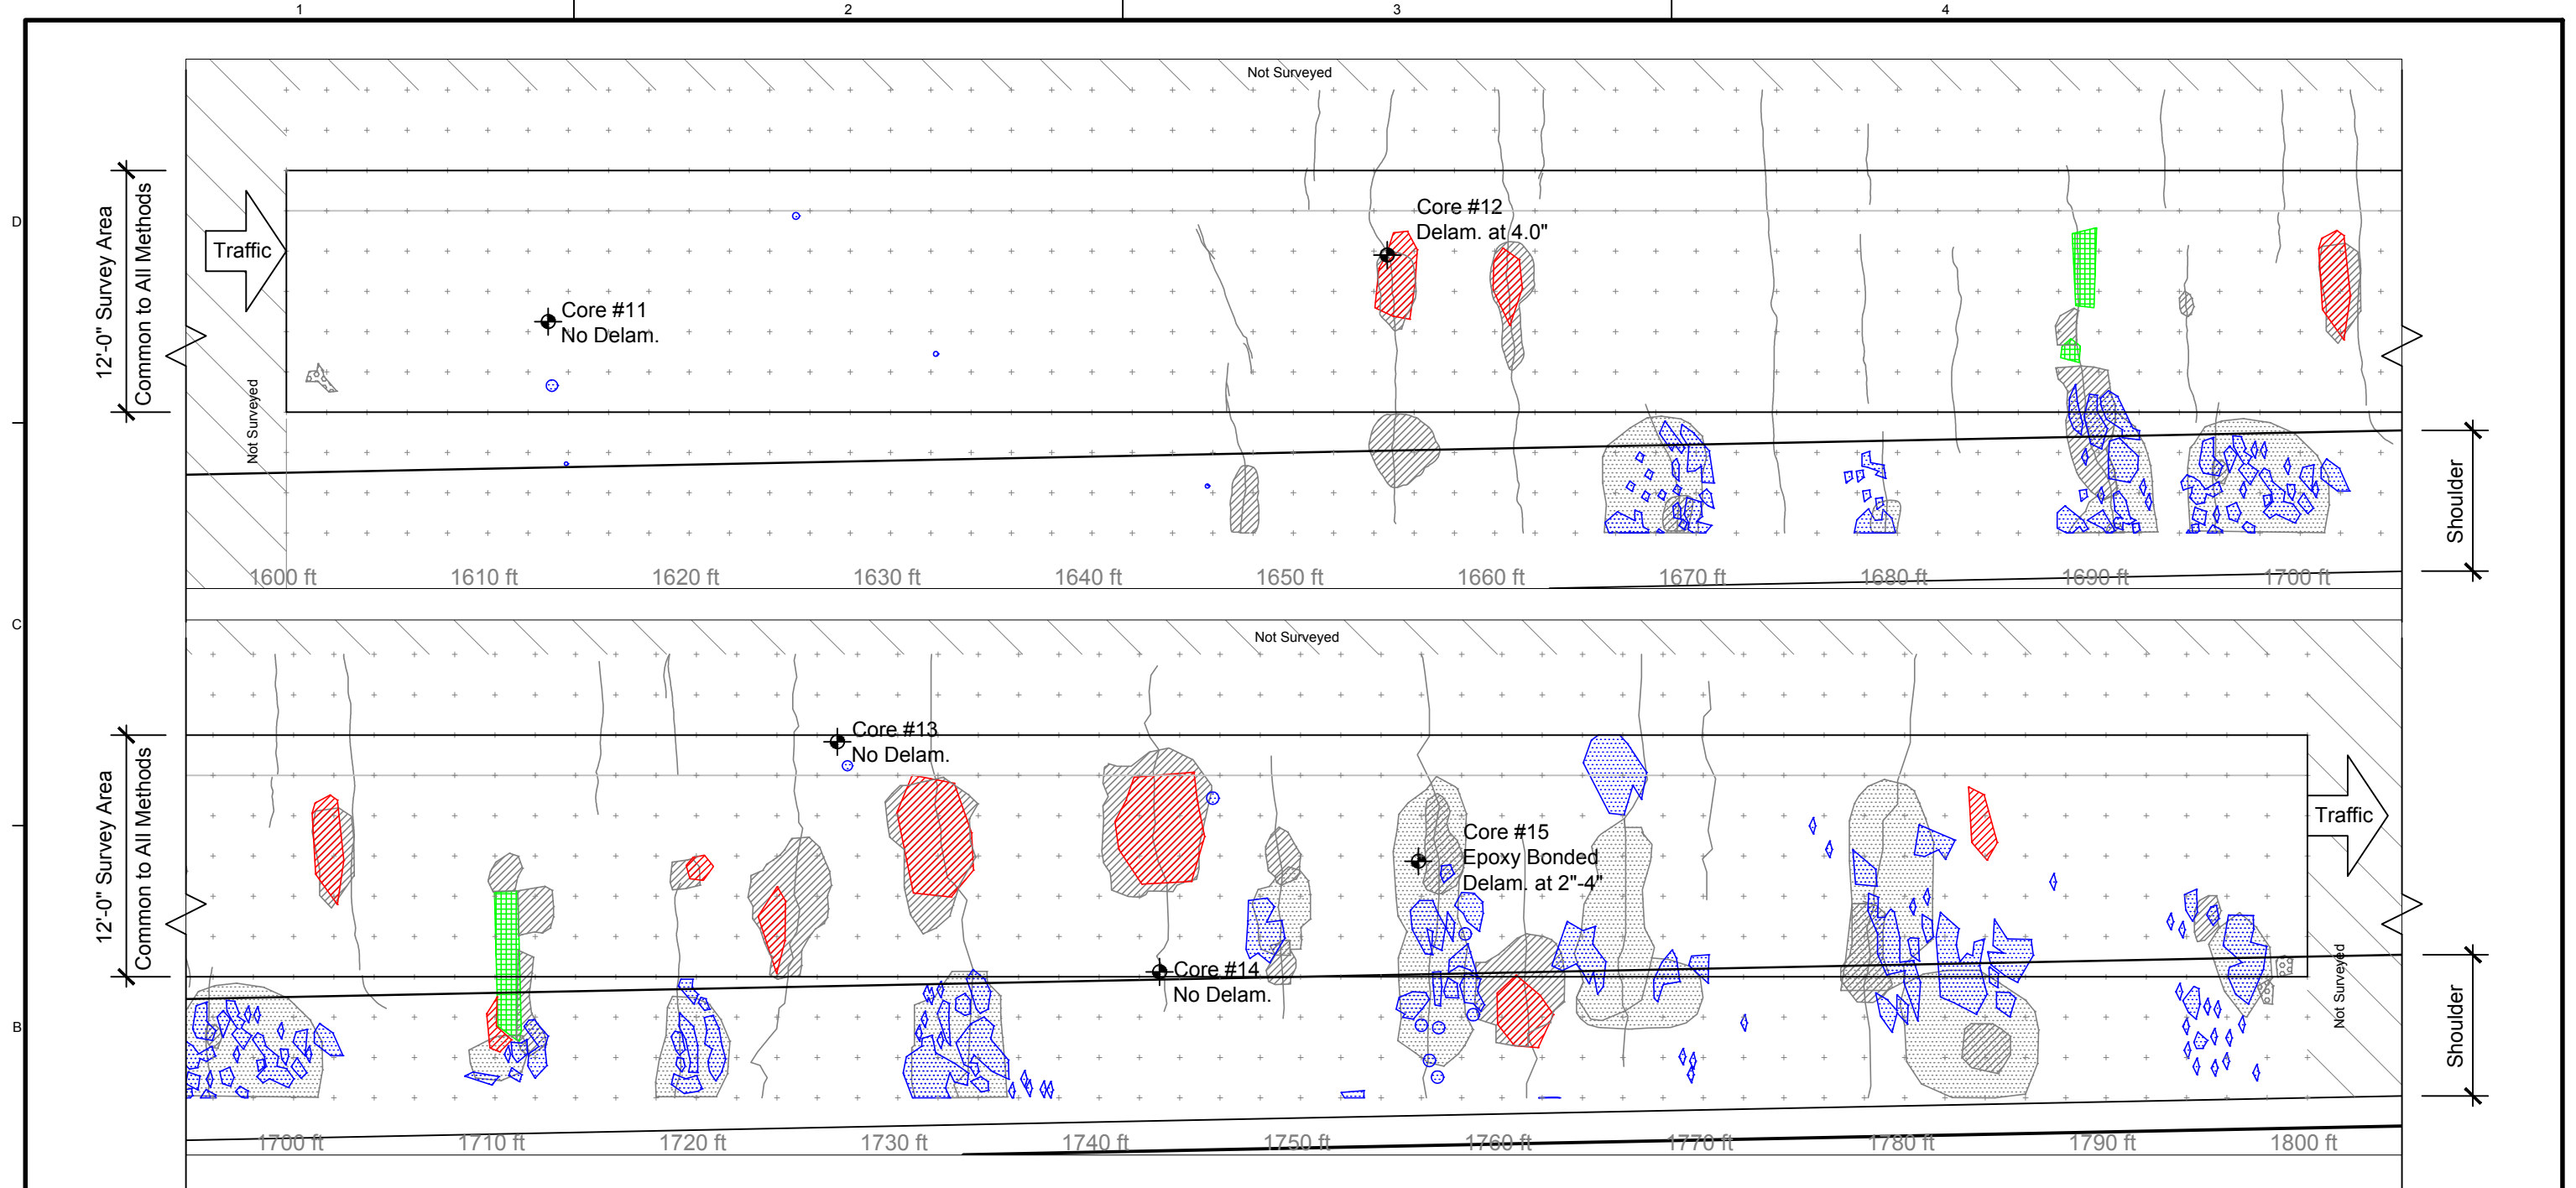 1 2 3 4
Not Surveyed
D
12'-0" Survey Area
Common to All Methods
Traffic
Core #11
No Delam.
Core #12
Delam. at 4.0"
Not Surveyed
Shoulder
1600 ft 1610 ft 1620 ft 1630 ft 1640 ft 1650 ft 1660 ft 1670 ft 1680 ft 1690 ft 1700 ft
C
Not Surveyed
12'-0" Survey Area
Common to All Methods
Core #13
No Delam.
Core #14
No Delam.
Core #15
Epoxy Bonded
Delam. at 2"-4"
Traffic
Not Surveyed
B
Shoulder
1700 ft 1710 ft 1720 ft 1730 ft 1740 ft 1750 ft 1760 ft 1770 ft 1780 ft 1790 ft 1800 ft